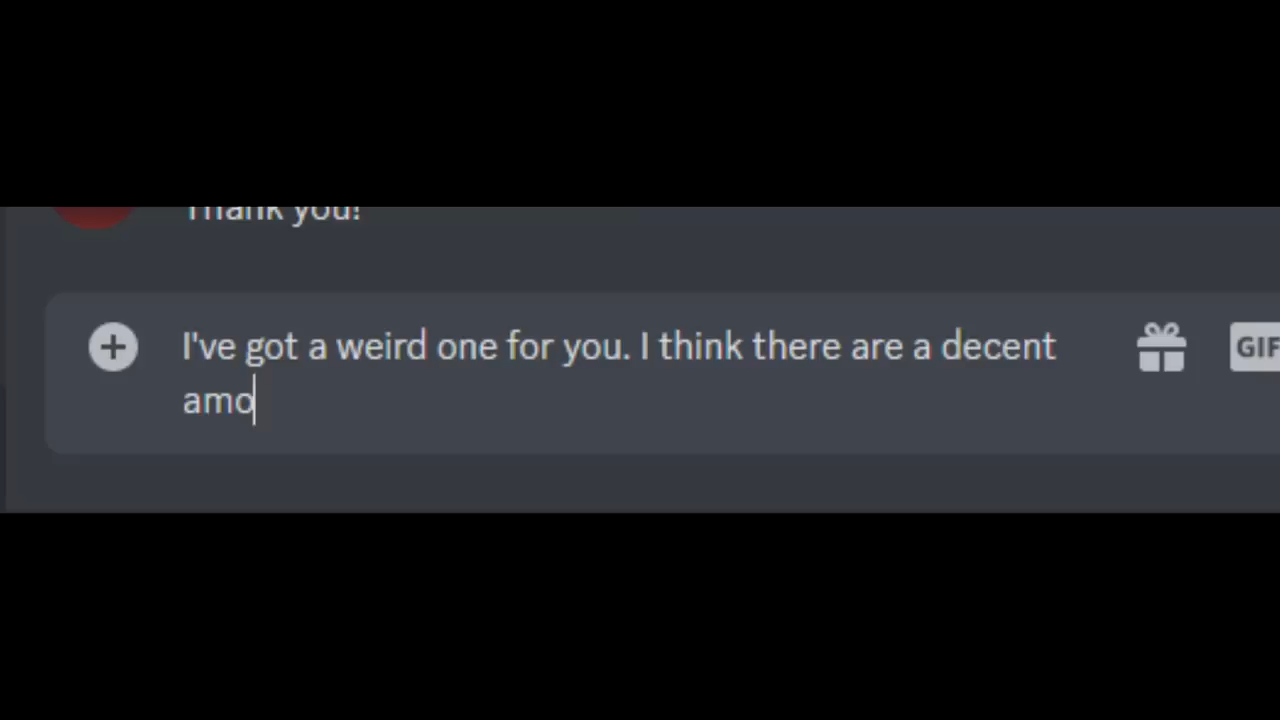 Thank you!
I've got a weird one for you. I think there are a decent
amo
GIF